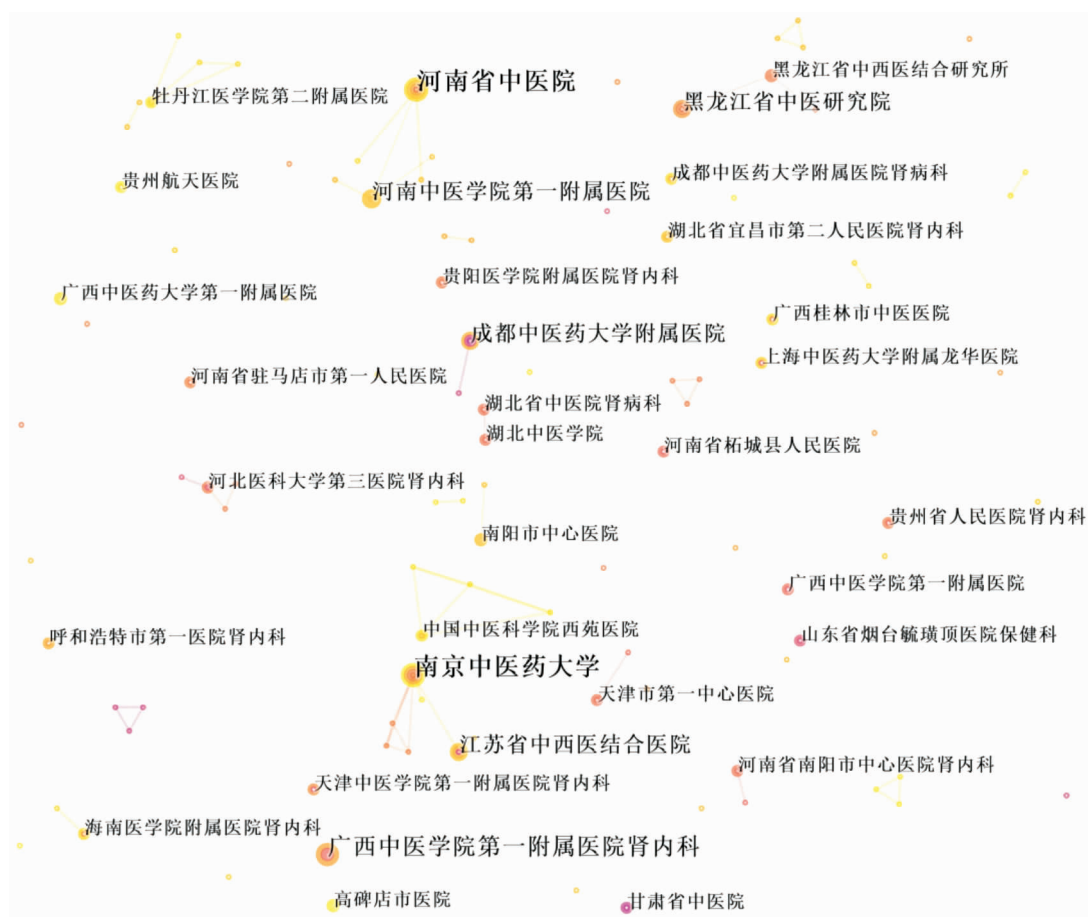 河南省中医院
黑龙江省中西医结合研究所
牡丹江医学院第二附属医院
黑龙江省中医研究院
成都中医药大学附属医院肾病科
贵州航天医院
河南中医学院第一附属医院
湖北省宜昌市第二人民医院肾内科
贵阳医学院附属医院肾内科
广西中医药大学第一附属医院
广西桂林市中医医院
成都中医药大学附属医院
上海中医药大学附属龙华医院
河南省驻马店市第一人民医院
湖北省中医院肾病科
湖北中医学院
河南省柘城县人民医院
河北医科大学第三医院肾内科
贵州省人民医院肾内科
南阳市中心医院
广西中医学院第一附属医院
中国中医科学院西苑医院
呼和浩特市第一医院肾内科
山东省烟台毓璜顶医院保健科
南京中医药大学
天津市第一中心医院
江苏省中西医结合医院
河南省南阳市中心医院肾内科
天津中医学院第一附属医院肾内科
海南医学院附属医院肾内科
广西中医学院第一附属医院肾内科
高碑店市医院
甘肃省中医院